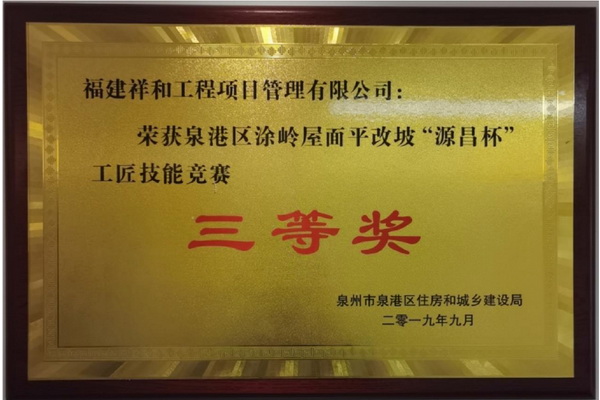 福建祥和工程项目管理有限公司：
荣获泉港区涂岭屋面平改坡“源昌杯”
工匠技能竞赛
三等奖
泉州市泉港区住房和城乡建设局
二零一九年九月